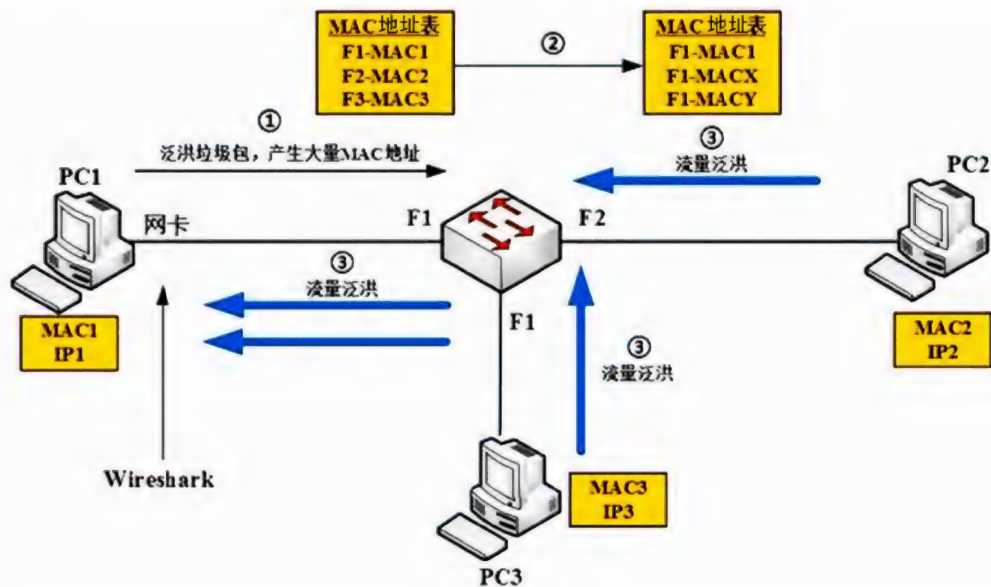 MAC地址表
F1-MAC1
F2-MAC2
F3-MAC3
②
MAC地址表
F1-MAC1
F1-MACX
F1-MACY
①
泛洪垃圾包，产生大量MAC地址
③
流量泛洪
PC1
PC2
网卡
F1
F2
③
流量泛洪
F1
MAC1
IP1
MAC2
IP2
③
流量泛洪
Wireshark
MAC3
IP3
PC3